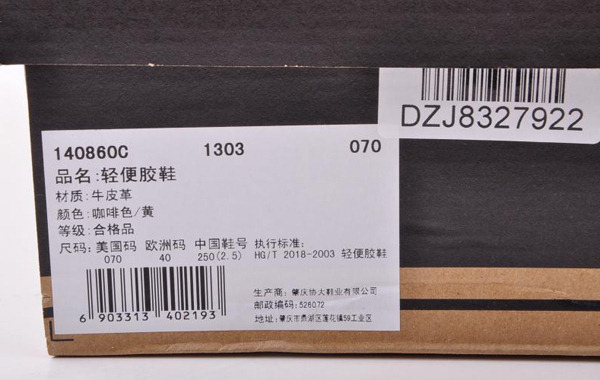 DZJ8327922
140860C 1303 070
品名:轻便胶鞋
材质:牛皮革
颜色:咖啡色/黄
等级:合格品
尺码:美国码 欧洲码 中国鞋号 执行标准:
070 40 250(2.5) HG/T 2018-2003 轻便胶鞋
生产商:肇庆协大鞋业有限公司
邮政编码:526072
地址:肇庆市鼎湖区莲花镇59工业区
6 903313 402193